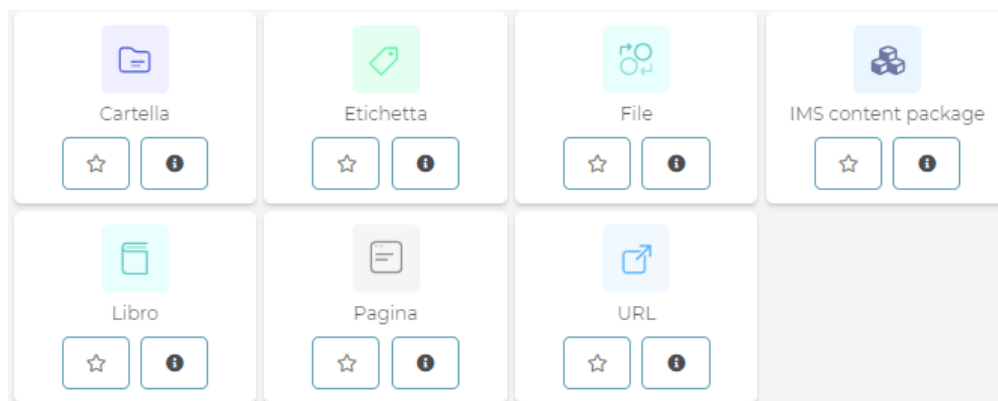 Cartella
Etichetta
File
IMS content package
Libro
Pagina
URL